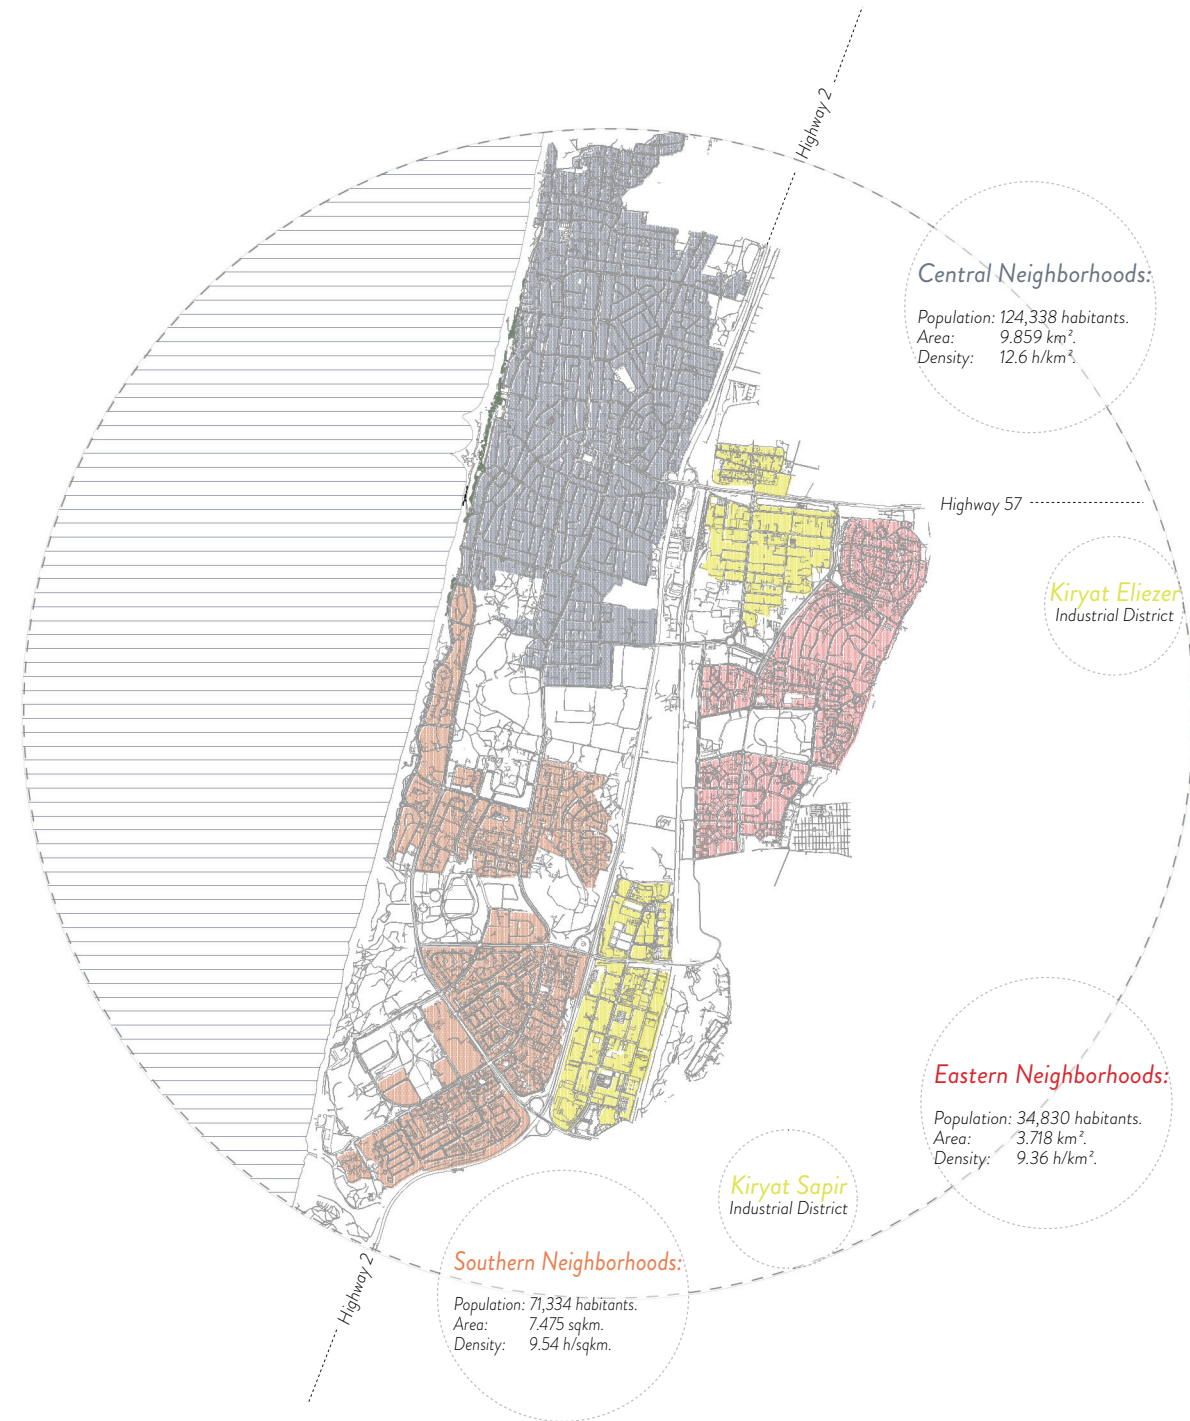 Highway 2
Central Neighborhoods:
Population: 124,338 habitants.
Area: 9.859 km².
Density: 12.6 h/km².
Highway 57
Kiryat Eliezer
Industrial District
Eastern Neighborhoods:
Population: 34,830 habitants.
Area: 3.718 km².
Density: 9.36 h/km².
Kiryat Sapir
Industrial District
Southern Neighborhoods:
Population: 71,334 habitants.
Area: 7.475 sqkm.
Density: 9.54 h/sqkm.
Highway 2